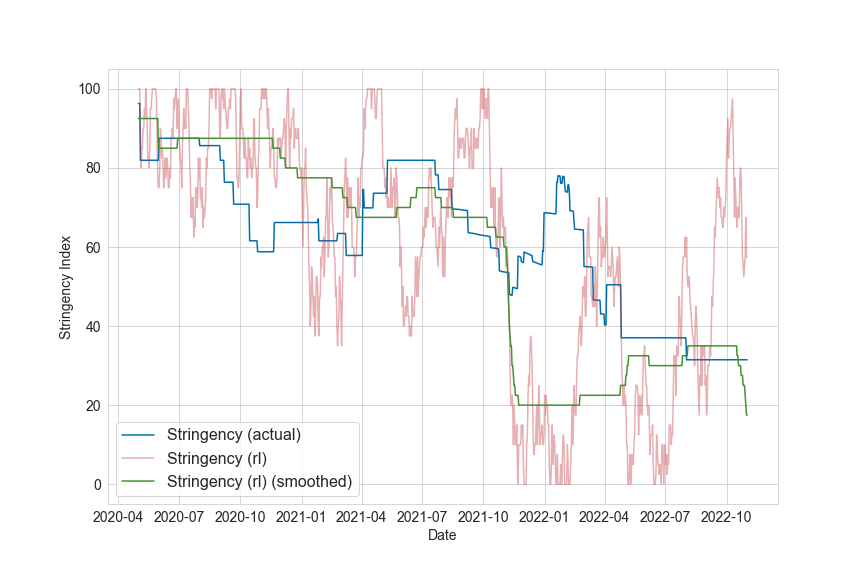 100
80
60
40
20
0
Stringency Index
Stringency (actual)
Stringency (rl)
Stringency (rl) (smoothed)
2020-04 2020-07 2020-10 2021-01 2021-04 2021-07 2021-10 2022-01 2022-04 2022-07 2022-10
Date